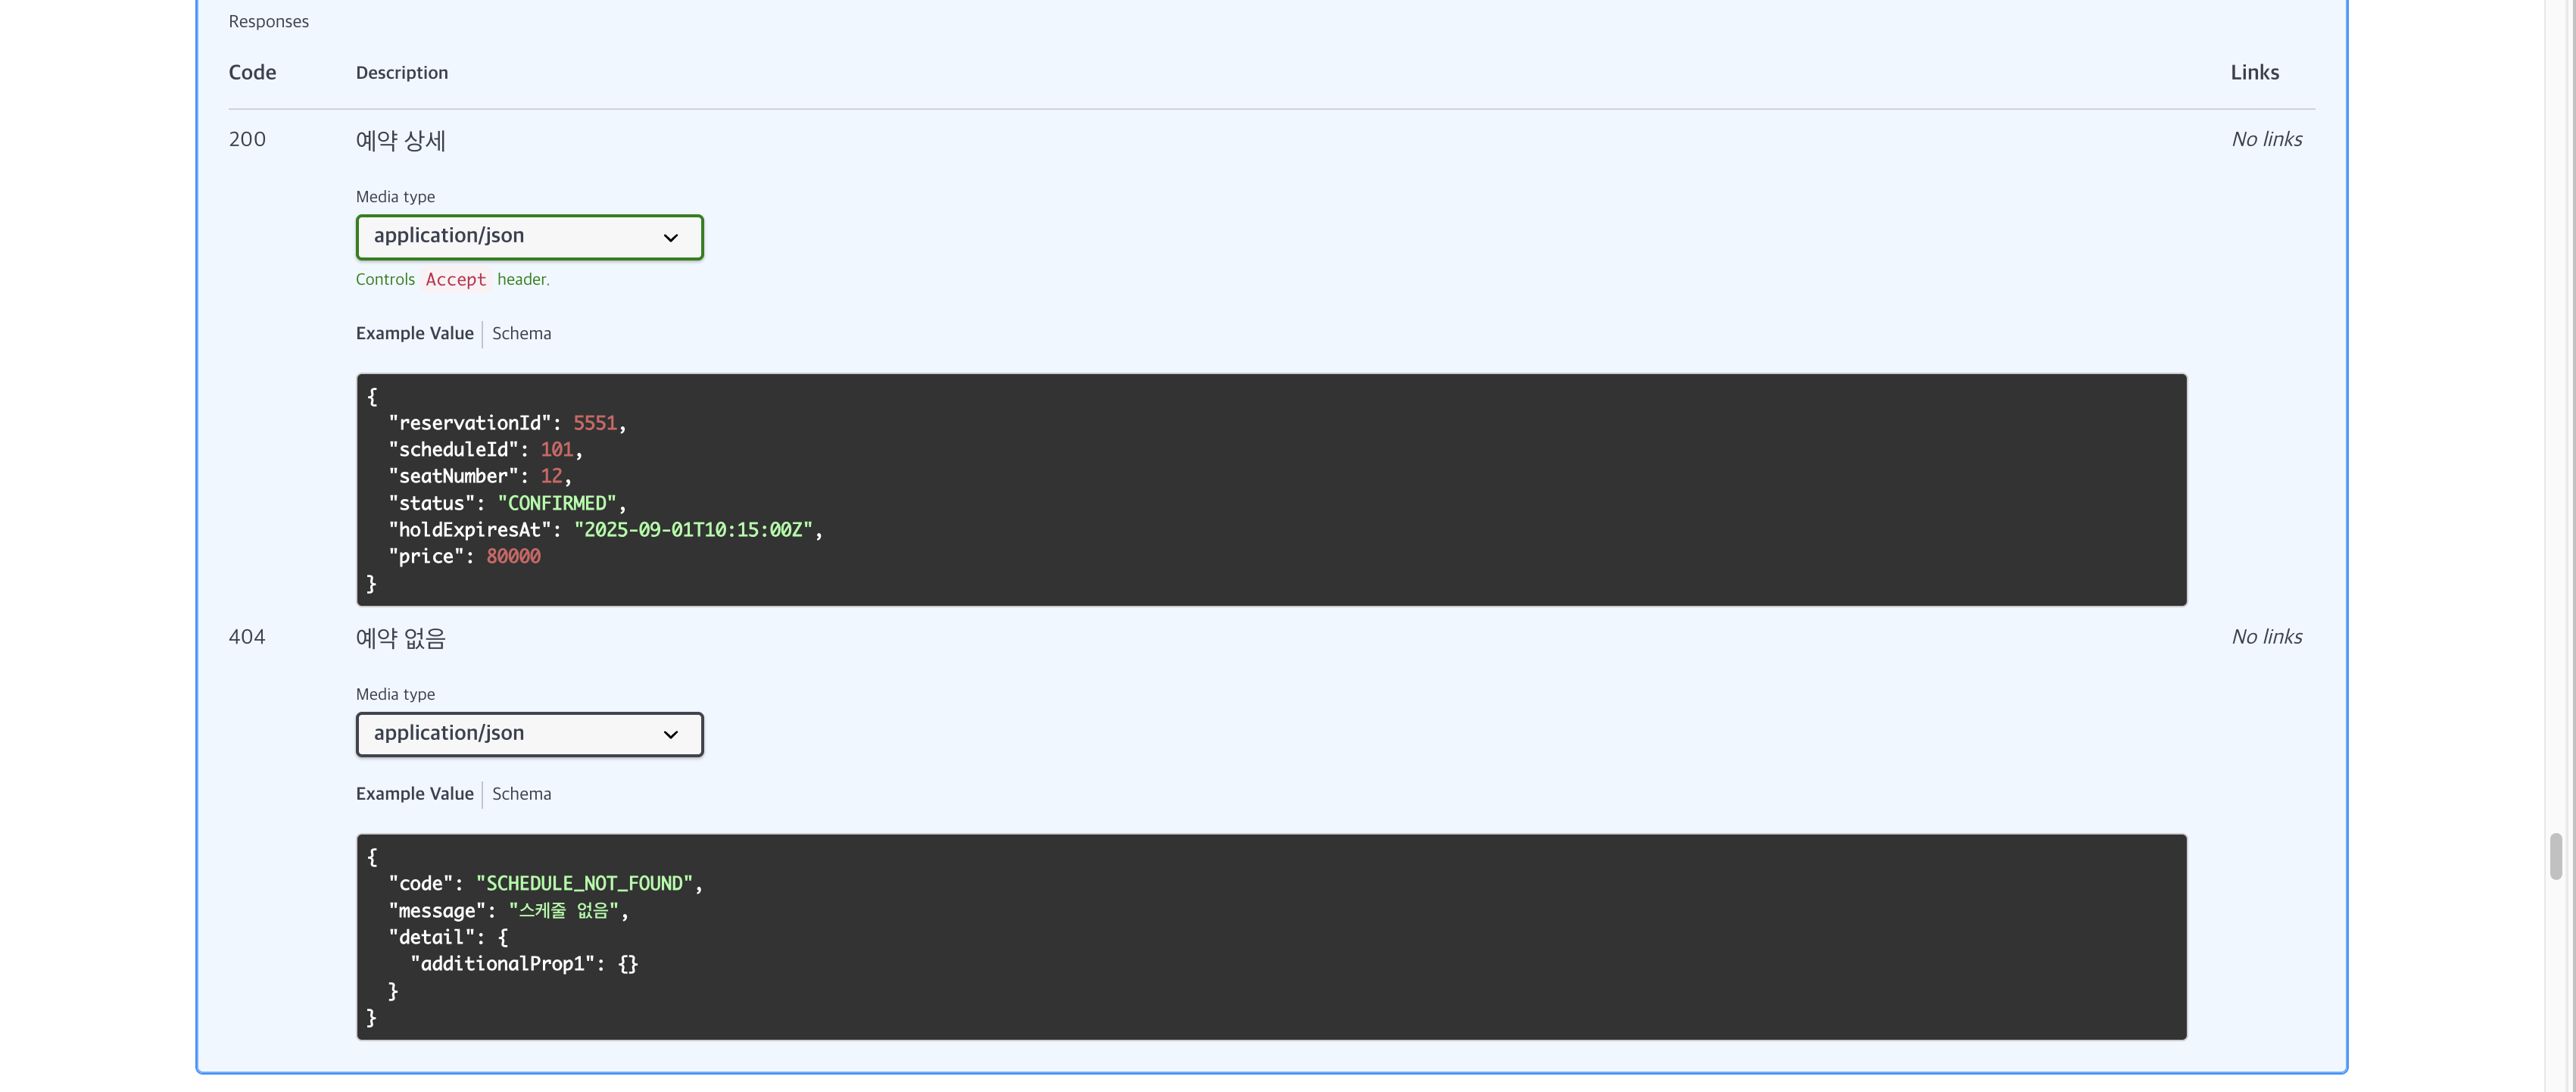 Responses
Code Description Links
200 예약 상세 No links
Media type
application/json
Controls Accept header.
Example Value Schema
{
  "reservationId": 5551,
  "scheduleId": 101,
  "seatNumber": 12,
  "status": "CONFIRMED",
  "holdExpiresAt": "2025-09-01T10:15:00Z",
  "price": 80000
}
404 예약 없음 No links
Media type
application/json
Example Value Schema
{
  "code": "SCHEDULE_NOT_FOUND",
  "message": "스케줄 없음",
  "detail": {
    "additionalProp1": {}
  }
}